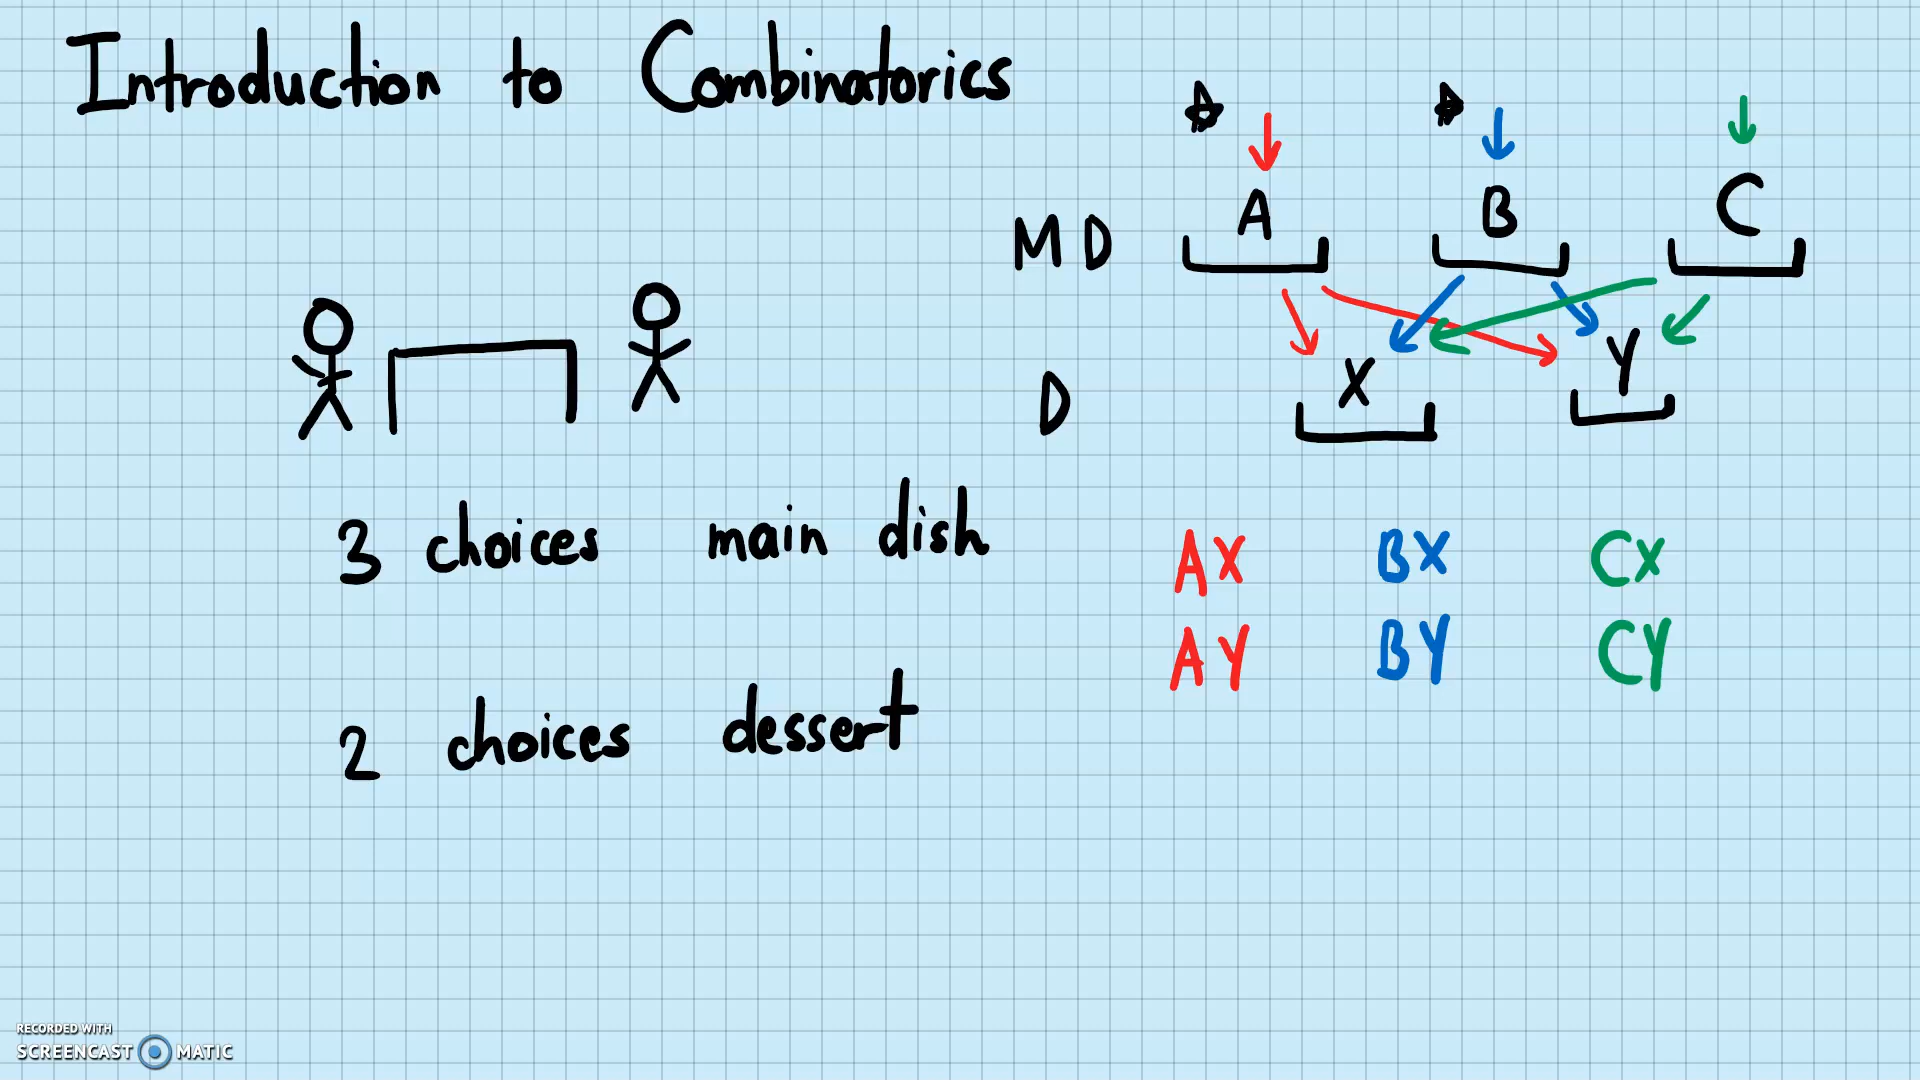 Introduction to Combinatorics
A B C
MD
X Y
D
3 choices main dish
AX BX CX
AY BY CY
2 choices dessert
RECORDED WITH
SCREENCAST MATIC